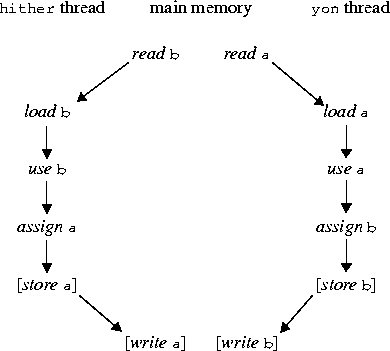 hither thread main memory yon thread
read b read a
load b load a
use b use a
assign a assign b
[store a] [store b]
[write a] [write b]